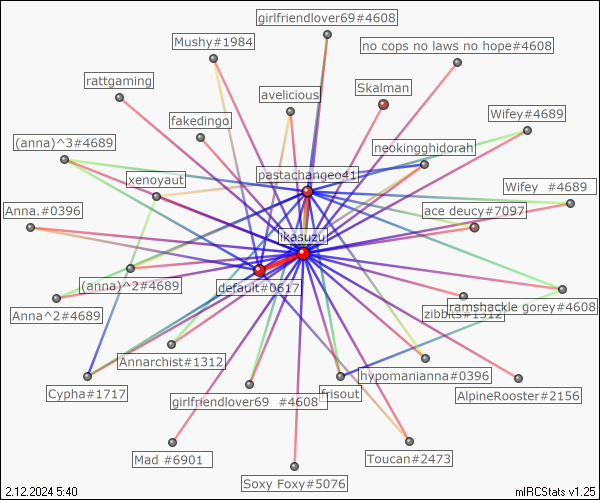 girlfriendlover69#4608
Mushy#1984
no cops no laws no hope#4608
rattgaming
avelicious
Skalman
Wifey#4689
fakedingo
(anna)^3#4689
neokingghidorah
pastachangeo41
xenoyaut
Wifey #4689
Anna.#0396
ace deucy#7097
ikasuzu
(anna)^2#4689
default#0617
Anna^2#4689
zibbits#1312
ramshackle gorey#4608
Annarchist#1312
hypomanianna#0396
Cypha#1717
girlfriendlover69 #4608
frisout
AlpineRooster#2156
Mad #6901
Toucan#2473
Soxy Foxy#5076
2.12.2024 5:40
mIRCStats v1.25